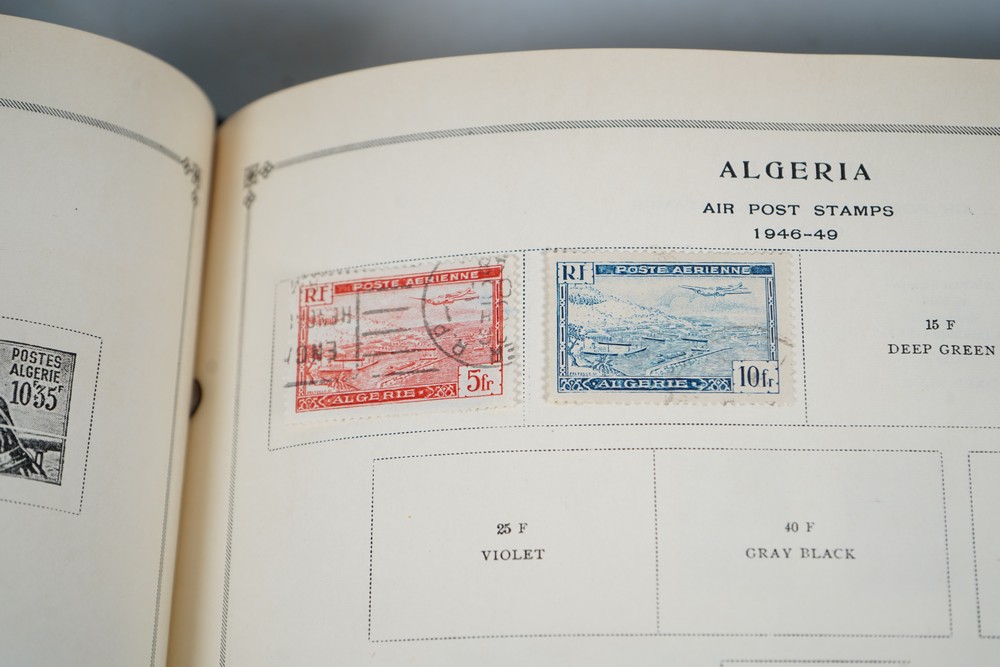 POSTES
ALGERIE
10F+35F
ALGERIA
AIR POST STAMPS
1946-49
RF
POSTE AERIENNE
ALGERIE
5fr
RF
POSTE AERIENNE
ALGERIE
10fr
15 F
DEEP GREEN
25 F
VIOLET
40 F
GRAY BLACK